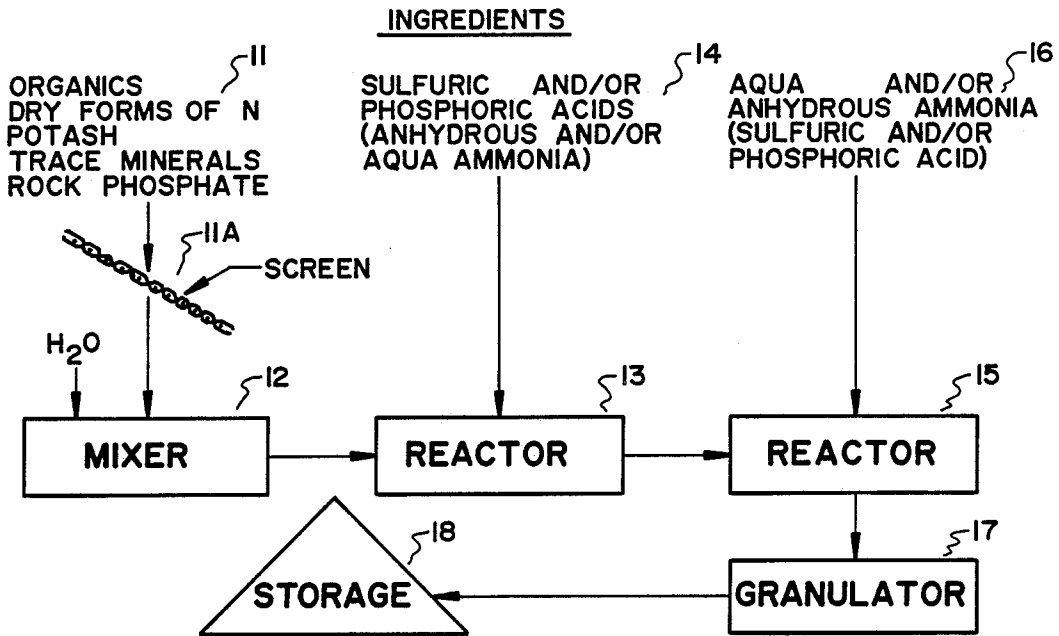 INGREDIENTS
11
ORGANICS
DRY FORMS OF N
POTASH
TRACE MINERALS
ROCK PHOSPHATE
14
SULFURIC AND/OR
PHOSPHORIC ACIDS
(ANHYDROUS AND/OR
AQUA AMMONIA)
16
AQUA AND/OR
ANHYDROUS AMMONIA
(SULFURIC AND/OR
PHOSPHORIC ACID)
11A
SCREEN
H2O
12
MIXER
13
REACTOR
15
REACTOR
18
STORAGE
17
GRANULATOR